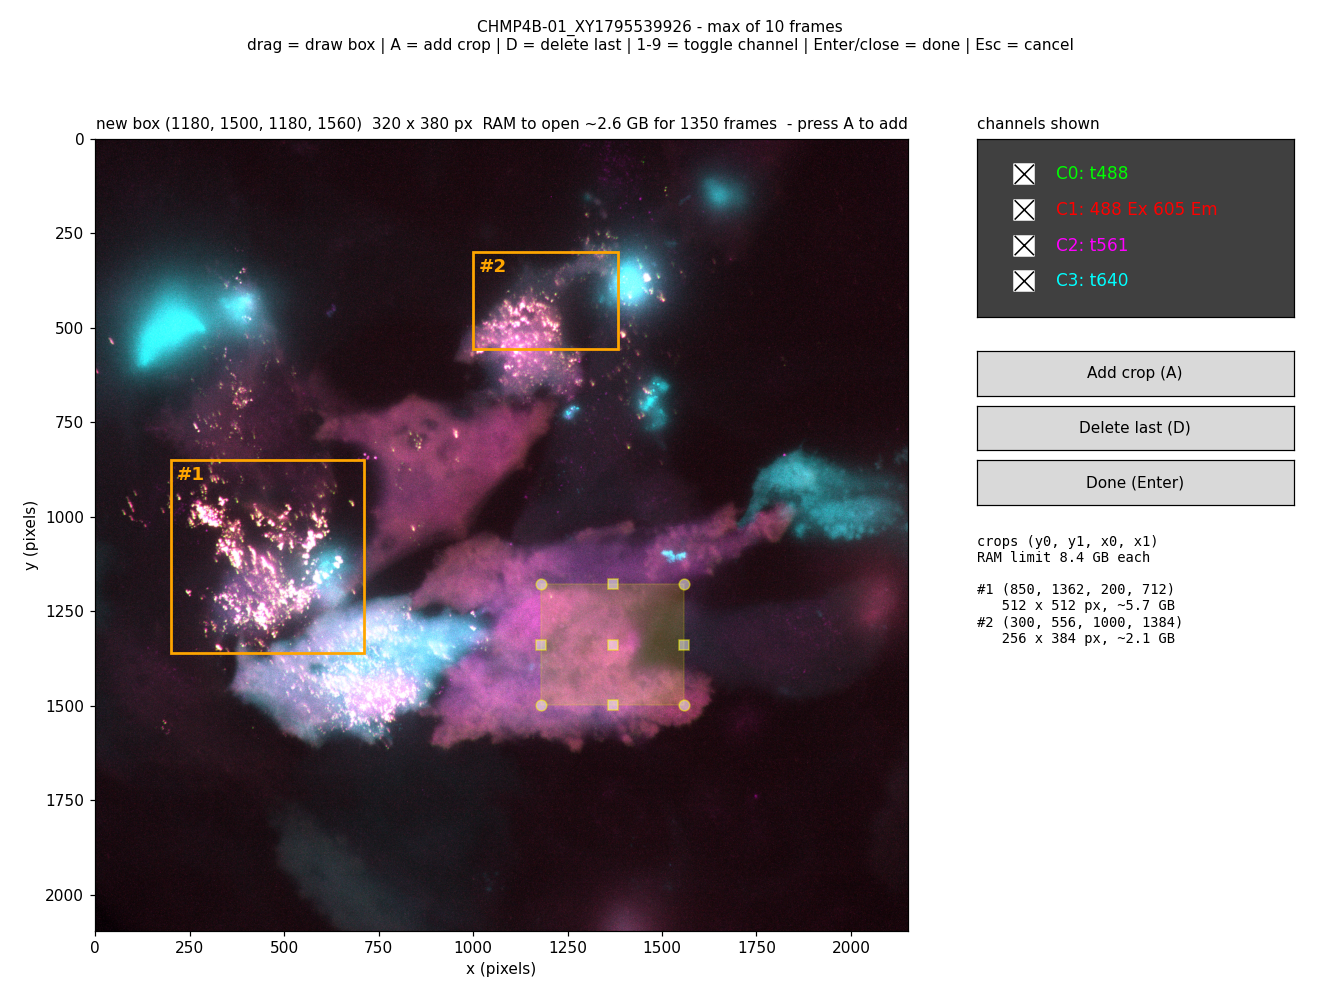 CHMP4B-01_XY1795539926 - max of 10 frames
drag = draw box | A = add crop | D = delete last | 1-9 = toggle channel | Enter/close = done | Esc = cancel
new box (1180, 1500, 1180, 1560)  320 x 380 px  RAM to open ~2.6 GB for 1350 frames  - press A to add
channels shown
C0: t488
C1: 488 Ex 605 Em
C2: t561
C3: t640
Add crop (A)
Delete last (D)
Done (Enter)
crops (y0, y1, x0, x1)
RAM limit 8.4 GB each
#1 (850, 1362, 200, 712)
512 x 512 px, ~5.7 GB
#2 (300, 556, 1000, 1384)
256 x 384 px, ~2.1 GB
#2
#1
0
250
500
750
1000
1250
1500
1750
2000
y (pixels)
0
250
500
750
1000
1250
1500
1750
2000
x (pixels)